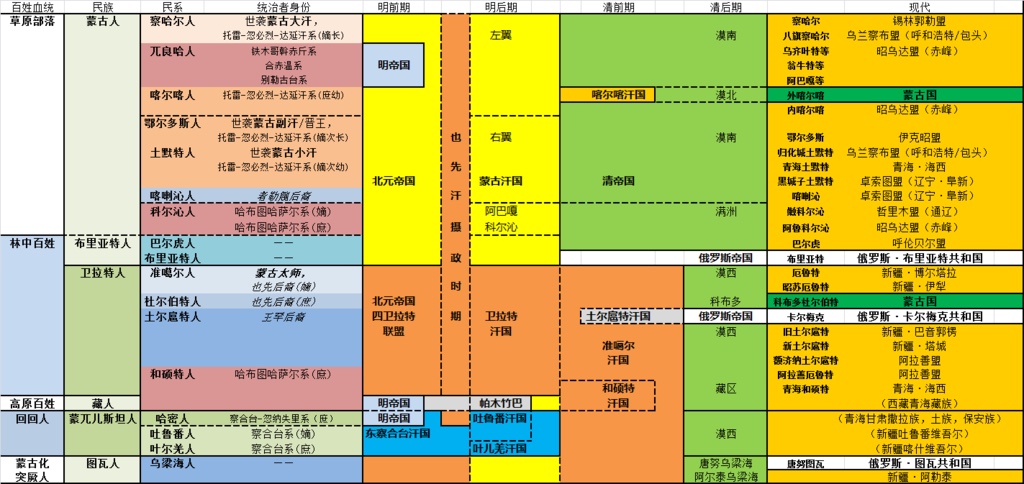 百姓血统 民族 民系 统治者身份 明前期 明后期 清前期 清后期 现代
草原部落 蒙古人 察哈尔人 世袭蒙古大汗， 察哈尔 锡林郭勒盟
托雷-忽必烈-达延汗系(嫡长) 左翼 漠南 八旗察哈尔 乌兰察布盟（呼和浩特/包头）
兀良哈人 铁木哥斡赤斤系 乌齐叶特等 昭乌达盟（赤峰）
合赤温系 明帝国 翁牛特等
别勒古台系 阿巴嘎等
喀尔喀人 托雷-忽必烈-达延汗系(庶幼) 喀尔喀汗国 漠北 外喀尔喀 蒙古国
内喀尔喀 昭乌达盟（赤峰）
鄂尔多斯人 世袭蒙古副汗/晋王，
托雷-忽必烈-达延汗系(嫡次长) 也先汗摄政时期 右翼 漠南 鄂尔多斯 伊克昭盟
土默特人 世袭蒙古小汗 归化城土默特 乌兰察布盟（呼和浩特/包头）
托雷-忽必烈-达延汗系(嫡次幼) 青海土默特 青海·海西
北元帝国 蒙古汗国 清帝国 黑城子土默特 卓索图盟（辽宁·阜新）
喀喇沁人 者勒蔑后裔 喀喇沁 卓索图盟（辽宁·阜新）
科尔沁人 哈布图哈萨尔系(嫡) 阿巴嘎 满洲 嫩科尔沁 哲里木盟（通辽）
哈布图哈萨尔系(庶) 科尔沁 阿鲁科尔沁 昭乌达盟（赤峰）
林中百姓 布里亚特人 巴尔虎人 -- 巴尔虎 呼伦贝尔盟
布里亚特人 -- 俄罗斯帝国 布里亚特 俄罗斯·布里亚特共和国
卫拉特人 准噶尔人 蒙古太师， 漠西 厄鲁特 新疆·博尔塔拉
也先后裔(嫡) 昭苏厄鲁特 新疆·伊犁
杜尔伯特人 也先后裔(庶) 北元帝国 科布多 科布多杜尔伯特 蒙古国
土尔扈特人 王罕后裔 四卫拉特 卫拉特 土尔扈特汗国 俄罗斯帝国 卡尔梅克 俄罗斯·卡尔梅克共和国
联盟 汗国 漠西 旧土尔扈特 新疆·巴音郭楞
准噶尔 新土尔扈特 新疆·塔城
汗国 额济纳土尔扈特 阿拉善盟
和硕特人 哈布图哈萨尔系(庶) 阿拉善厄鲁特 阿拉善盟
和硕特 藏区 青海和硕特 青海·海西
高原百姓 藏人 明帝国 帕木竹巴 汗国 (西藏青海藏族)
回回人 蒙兀儿斯坦人 哈密人 察合台-忽纳失里系(庶) 明帝国 吐鲁番汗国 (青海甘肃撒拉族，土族，保安族)
吐鲁番人 察合台系(嫡) 东察合台汗国 漠西 (新疆吐鲁番维吾尔)
叶尔羌人 察合台系(庶) 叶儿羌汗国 (新疆喀什维吾尔)
蒙古化 图瓦人 乌梁海人 -- 唐努乌梁海 唐努图瓦 俄罗斯·图瓦共和国
突厥人 阿尔泰乌梁海 新疆·阿勒泰